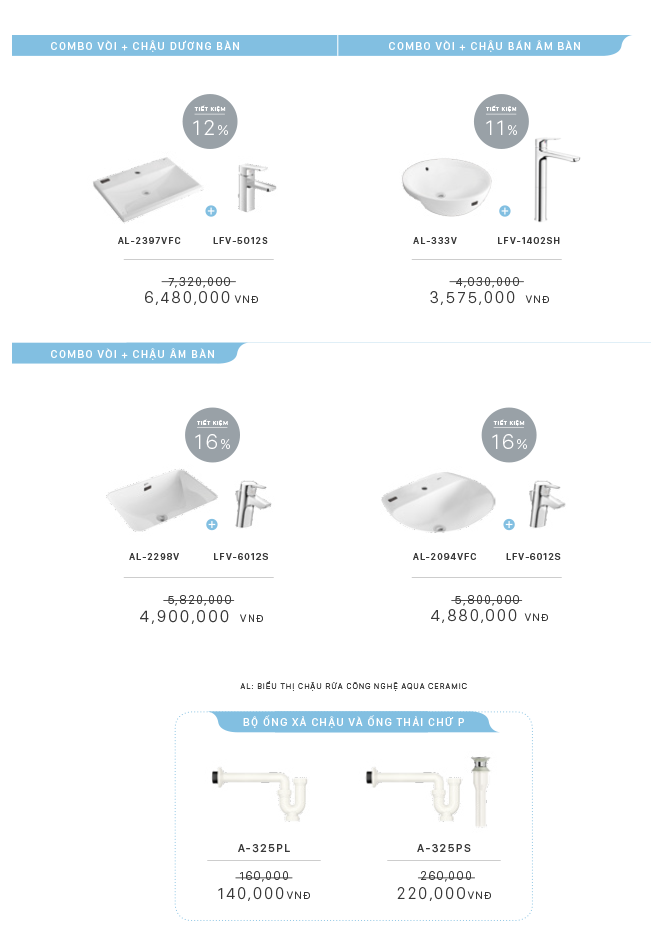 COMBO VÒI + CHẬU DƯƠNG BÀN
COMBO VÒI + CHẬU BÁN ÂM BÀN
TIẾT KIỆM
12%
TIẾT KIỆM
11%
AL-2397VFC
LFV-5012S
AL-333V
LFV-1402SH
7,320,000
6,480,000 VNĐ
4,030,000
3,575,000 VNĐ
COMBO VÒI + CHẬU ÂM BÀN
TIẾT KIỆM
16%
TIẾT KIỆM
16%
AL-2298V
LFV-6012S
AL-2094VFC
LFV-6012S
5,820,000
4,900,000 VNĐ
5,800,000
4,880,000 VNĐ
AL: BIỂU THỊ CHẬU RỬA CÔNG NGHỆ AQUA CERAMIC
BỘ ỐNG XẢ CHẬU VÀ ỐNG THẢI CHỮ P
A-325PL
A-325PS
160,000
140,000VNĐ
260,000
220,000VNĐ